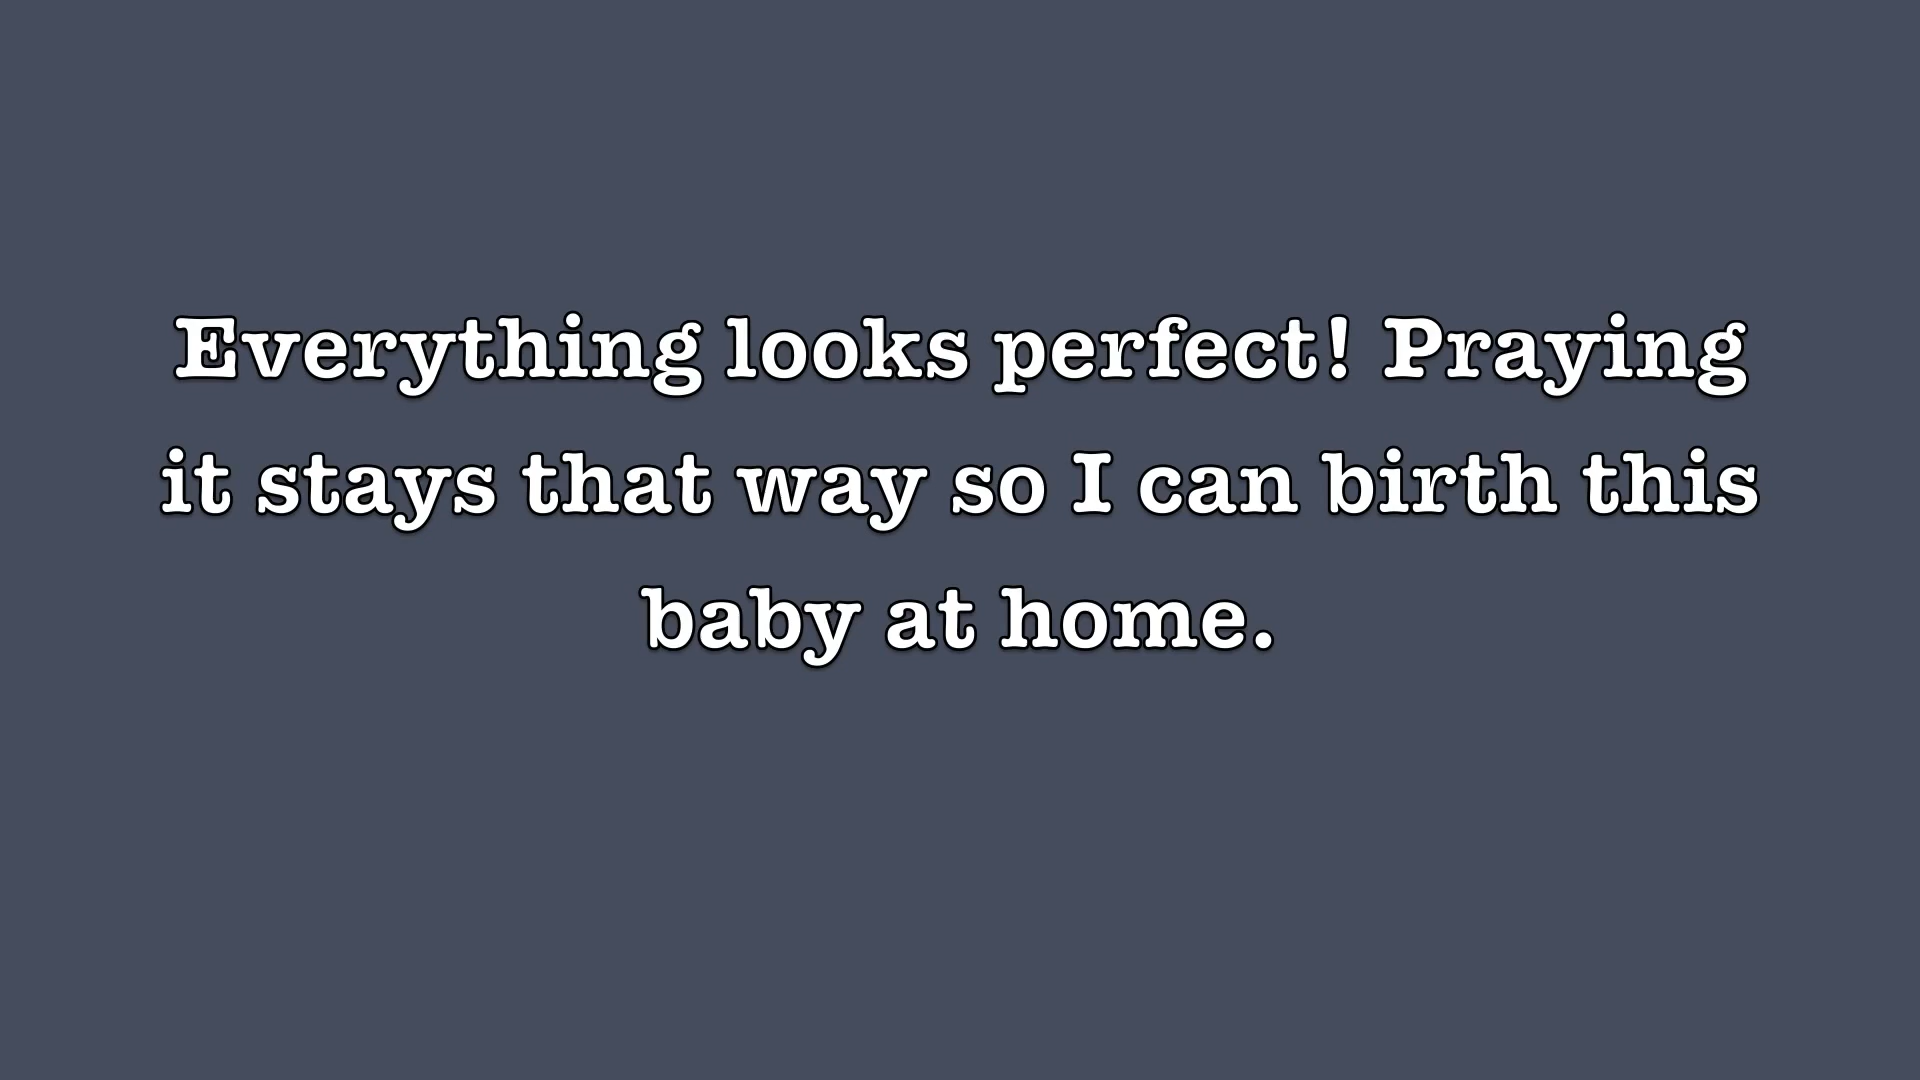 Everything looks perfect! Praying
it stays that way so I can birth this
baby at home.